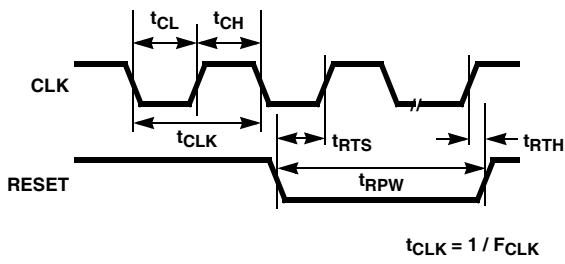 tCL tCH
CLK
tCLK tRTS tRTH
tRPW
RESET
tCLK = 1 / FCLK